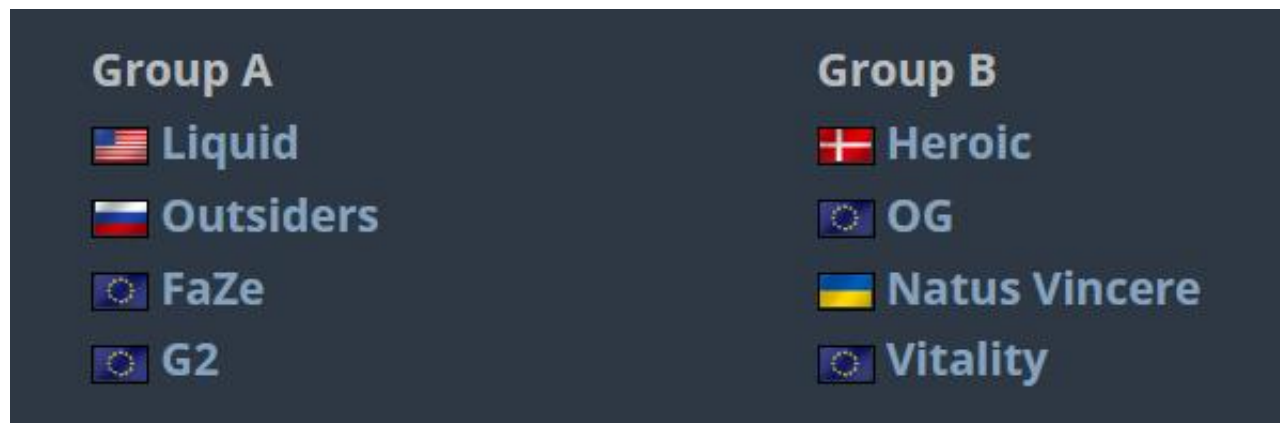 Group A
Liquid
Outsiders
FaZe
G2
Group B
Heroic
OG
Natus Vincere
Vitality